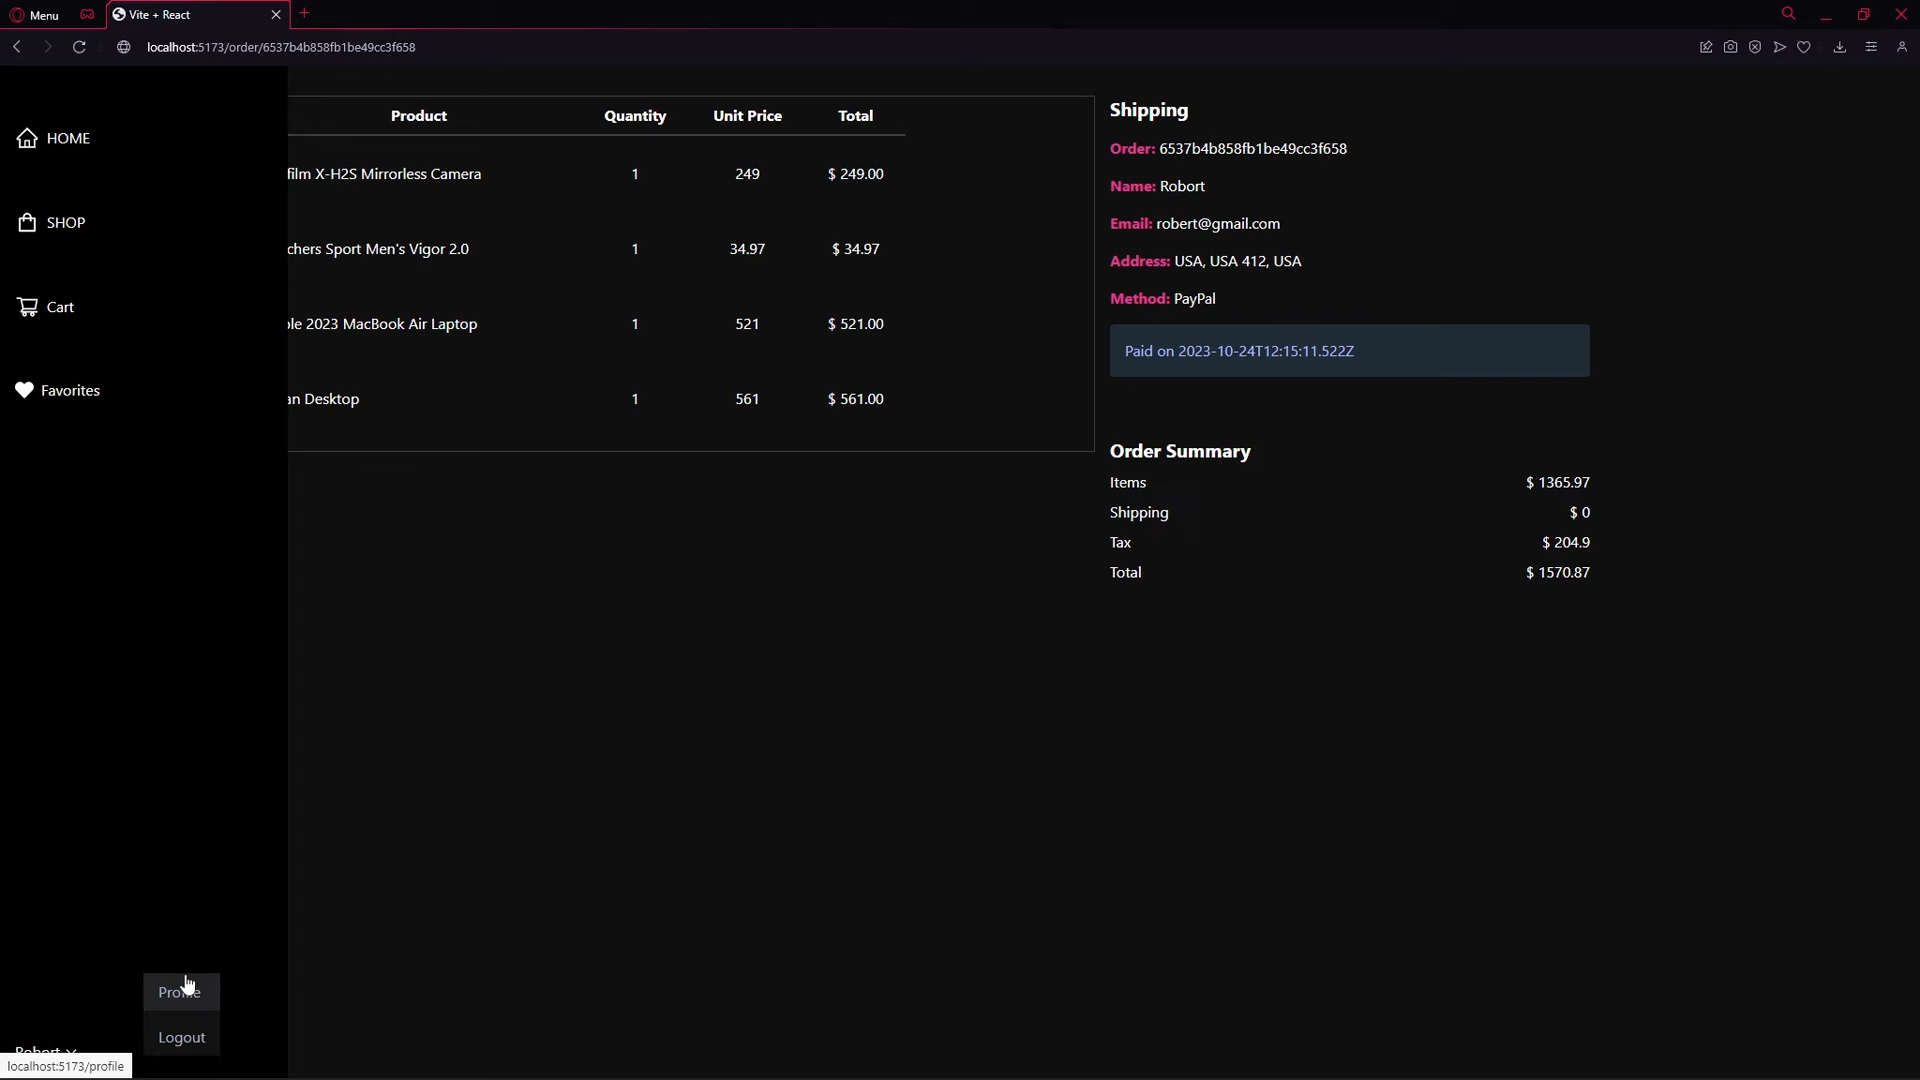 Menu
Vite + React
localhost:5173/order/6537b4b858fb1be49cc3f658
HOME
SHOP
Cart
Favorites
Product Quantity Unit Price Total
film X-H2S Mirrorless Camera 1 249 $ 249.00
chers Sport Men's Vigor 2.0 1 34.97 $ 34.97
ole 2023 MacBook Air Laptop 1 521 $ 521.00
an Desktop 1 561 $ 561.00
Shipping
Order: 6537b4b858fb1be49cc3f658
Name: Robort
Email: robert@gmail.com
Address: USA, USA 412, USA
Method: PayPal
Paid on 2023-10-24T12:15:11.522Z
Order Summary
Items $ 1365.97
Shipping $ 0
Tax $ 204.9
Total $ 1570.87
Profile
Logout
Robort
localhost:5173/profile